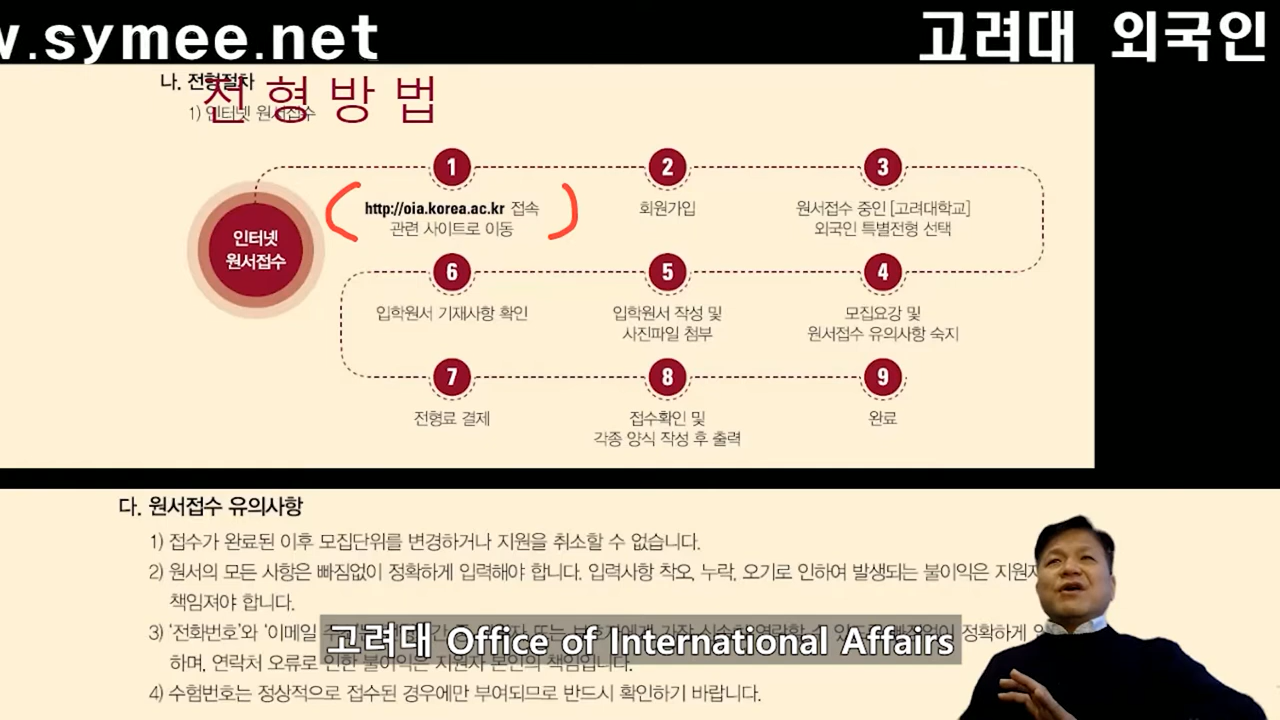 w.symee.net
고려대 외국인
나. 전형절차
전형방법
1) 인터넷 원서접수
인터넷
원서접수
1
http://oia.korea.ac.kr 접속
관련 사이트로 이동
2
회원가입
3
원서접수 중인 [고려대학교]
외국인 특별전형 선택
6
입학원서 기재사항 확인
5
입학원서 작성 및
사진파일 첨부
4
모집요강 및
원서접수 유의사항 숙지
7
전형료 결제
8
접수확인 및
각종 양식 작성 후 출력
9
완료
다. 원서접수 유의사항
1) 접수가 완료된 이후 모집단위를 변경하거나 지원을 취소할 수 없습니다.
2) 원서의 모든 사항은 빠짐없이 정확하게 입력해야 합니다. 입력사항 착오, 누락, 오기로 인하여 발생되는 불이익은 지원자
책임져야 합니다.
3) '전화번호'와 '이메일 정확하게
고려대 Office of International Affairs
하며, 연락처 오류로 인한 불이익은 지원자 본인의 책임입니다.
4) 수험번호는 정상적으로 접수된 경우에만 부여되므로 반드시 확인하기 바랍니다.